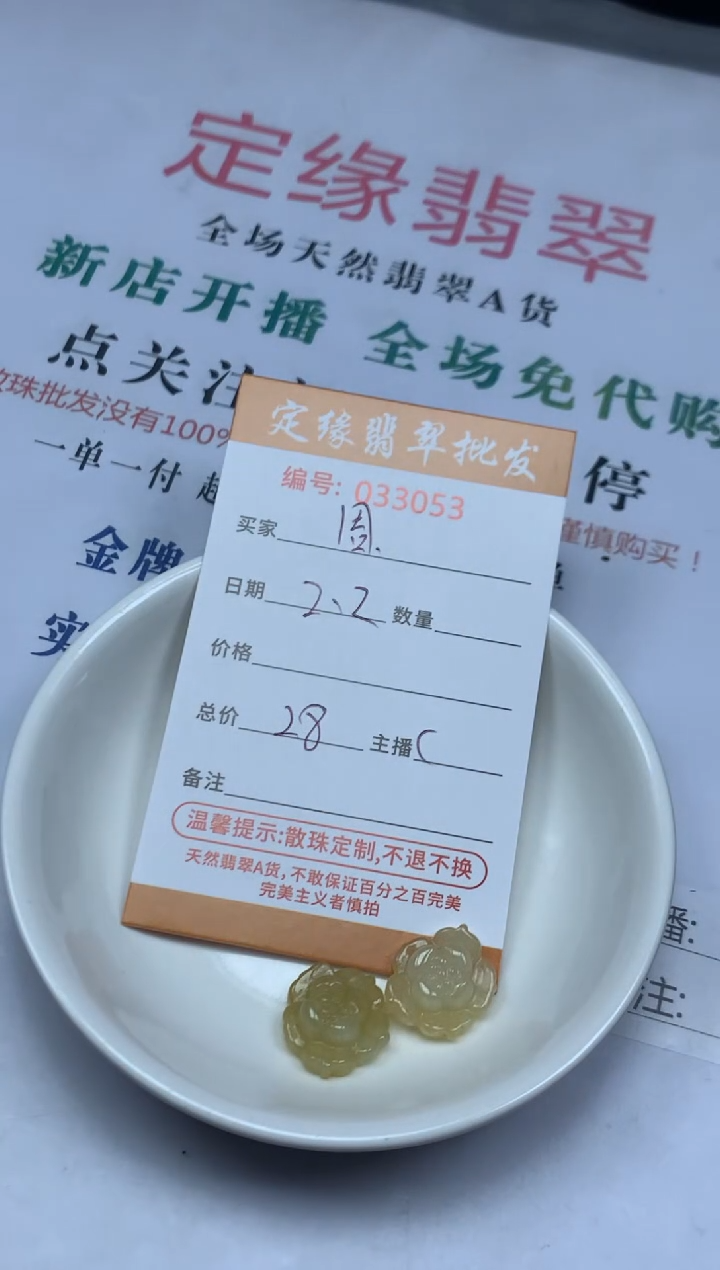 定缘翡翠
全场天然翡翠A货
新店开播 全场免代购
点关注
散珠批发没有100%
停
谨慎购买！
一单一付
金牌
实
定缘翡翠批发
编号: 033053
买家 周.
日期 2、2 数量
价格
总价 28 主播 C
备注
温馨提示:散珠定制,不退不换
天然翡翠A货,不敢保证百分之百完美
完美主义者慎拍
播:
注: